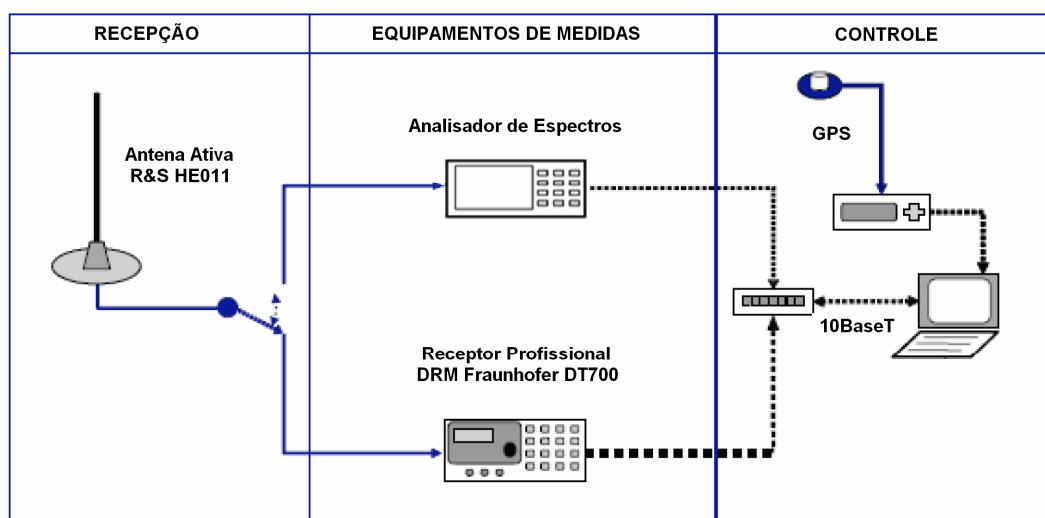 RECEPÇÃO
EQUIPAMENTOS DE MEDIDAS
CONTROLE
Antena Ativa
R&S HE011
Analisador de Espectros
GPS
10BaseT
Receptor Profissional
DRM Fraunhofer DT700